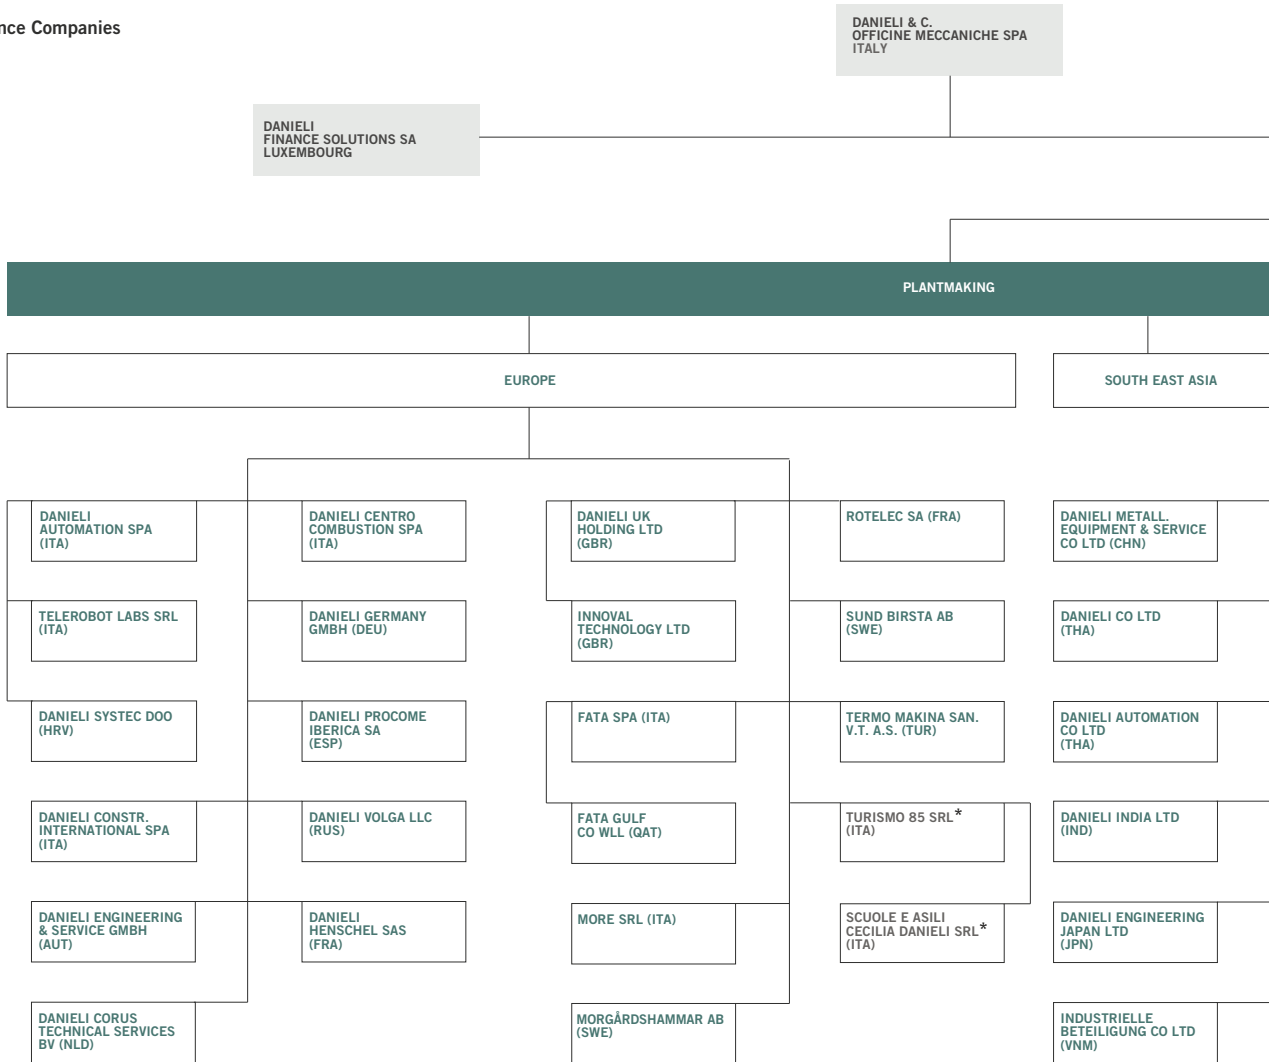 nce Companies
DANIELI & C.
OFFICINE MECCANICHE SPA
ITALY
DANIELI
FINANCE SOLUTIONS SA
LUXEMBOURG
PLANTMAKING
EUROPE
SOUTH EAST ASIA
DANIELI
AUTOMATION SPA
(ITA)
DANIELI CENTRO
COMBUSTION SPA
(ITA)
DANIELI UK
HOLDING LTD
(GBR)
ROTELEC SA (FRA)
DANIELI METALL.
EQUIPMENT & SERVICE
CO LTD (CHN)
TELEROBOT LABS SRL
(ITA)
DANIELI GERMANY
GMBH (DEU)
INNOVAL
TECHNOLOGY LTD
(GBR)
SUND BIRSTA AB
(SWE)
DANIELI CO LTD
(THA)
DANIELI SYSTEC DOO
(HRV)
DANIELI PROCOME
IBERICA SA
(ESP)
FATA SPA (ITA)
TERMO MAKINA SAN.
V.T. A.S. (TUR)
DANIELI AUTOMATION
CO LTD
(THA)
DANIELI CONSTR.
INTERNATIONAL SPA
(ITA)
DANIELI VOLGA LLC
(RUS)
FATA GULF
CO WLL (QAT)
TURISMO 85 SRL*
(ITA)
DANIELI INDIA LTD
(IND)
DANIELI ENGINEERING
& SERVICE GMBH
(AUT)
DANIELI
HENSCHEL SAS
(FRA)
MORE SRL (ITA)
SCUOLE E ASILI
CECILIA DANIELI SRL*
(ITA)
DANIELI ENGINEERING
JAPAN LTD
(JPN)
DANIELI CORUS
TECHNICAL SERVICES
BV (NLD)
MORGÅRDSHAMMAR AB
(SWE)
INDUSTRIELLE
BETEILIGUNG CO LTD
(VNM)